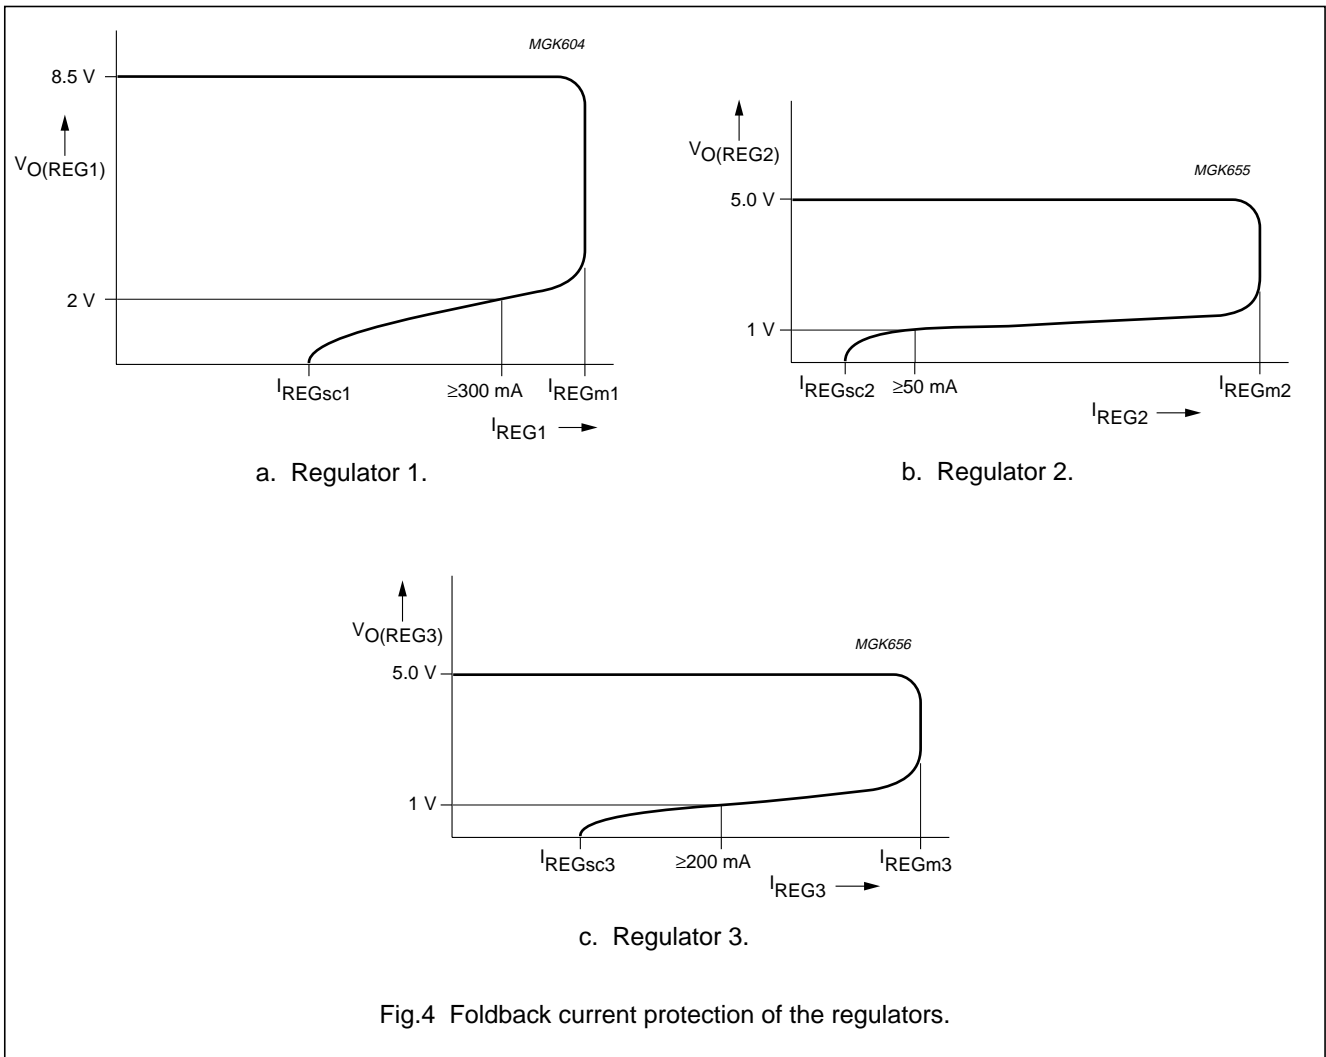 MGK604
8.5 V
VO(REG1)
2 V
IREGsc1
≥300 mA
IREGm1
IREG1
a. Regulator 1.
VO(REG2)
MGK655
5.0 V
1 V
IREGsc2
≥50 mA
IREGm2
IREG2
b. Regulator 2.
VO(REG3)
MGK656
5.0 V
1 V
IREGsc3
≥200 mA
IREGm3
IREG3
c. Regulator 3.
Fig.4 Foldback current protection of the regulators.